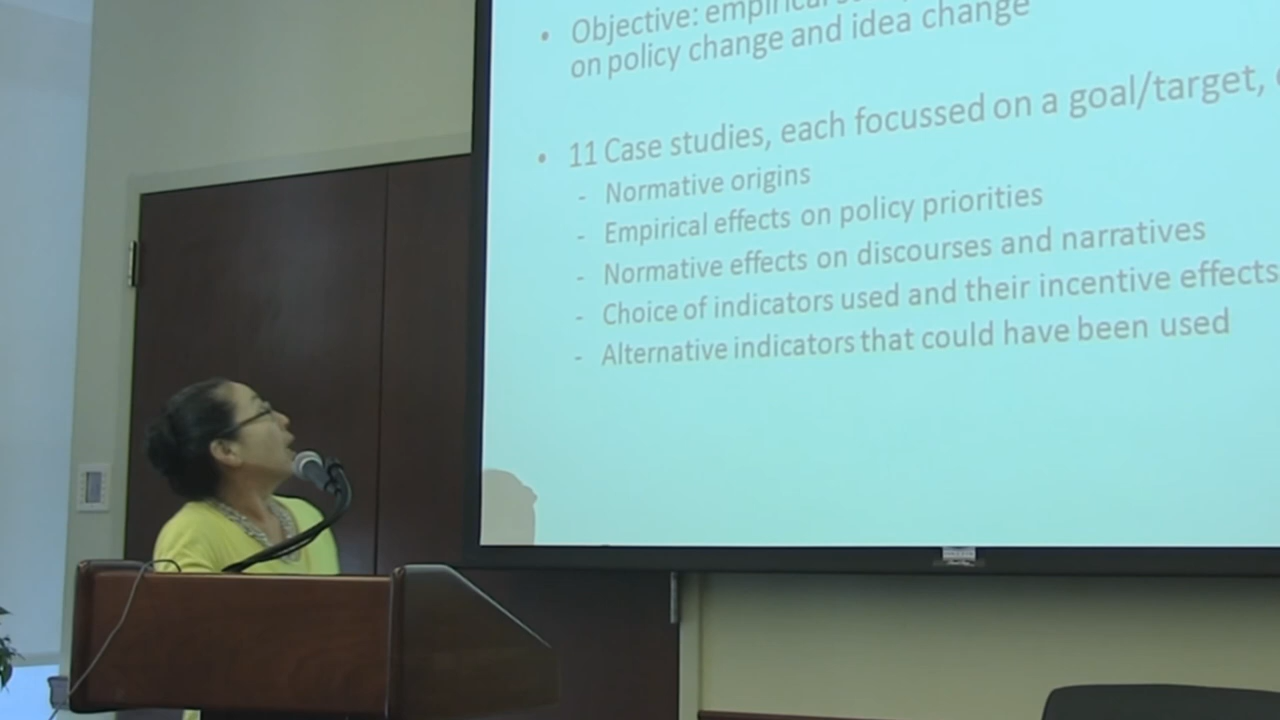 • Objective: empirical
on policy change and idea change
• 11 Case studies, each focussed on a goal/target,
- Normative origins
- Empirical effects on policy priorities
- Normative effects on discourses and narratives
- Choice of indicators used and their incentive effects
- Alternative indicators that could have been used